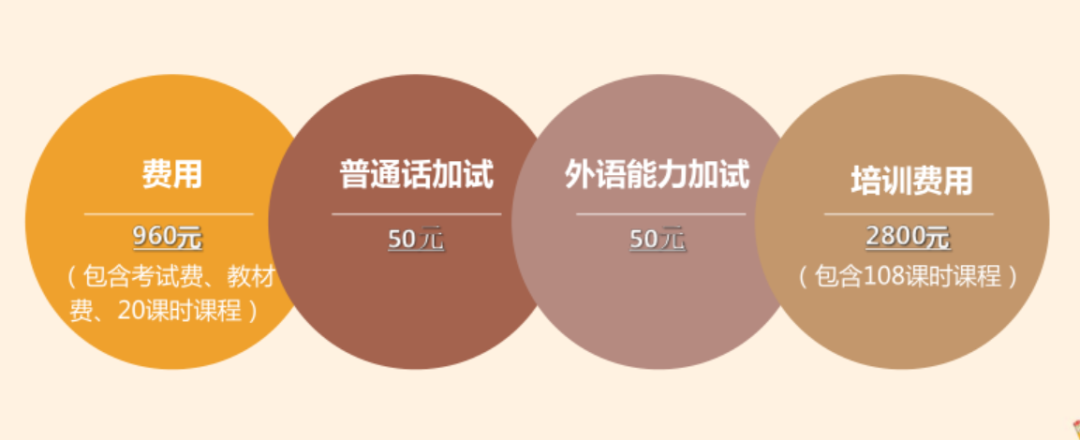 费用
960元
（包含考试费、教材
费、20课时课程）
普通话加试
50元
外语能力加试
50元
培训费用
2800元
（包含108课时课程）